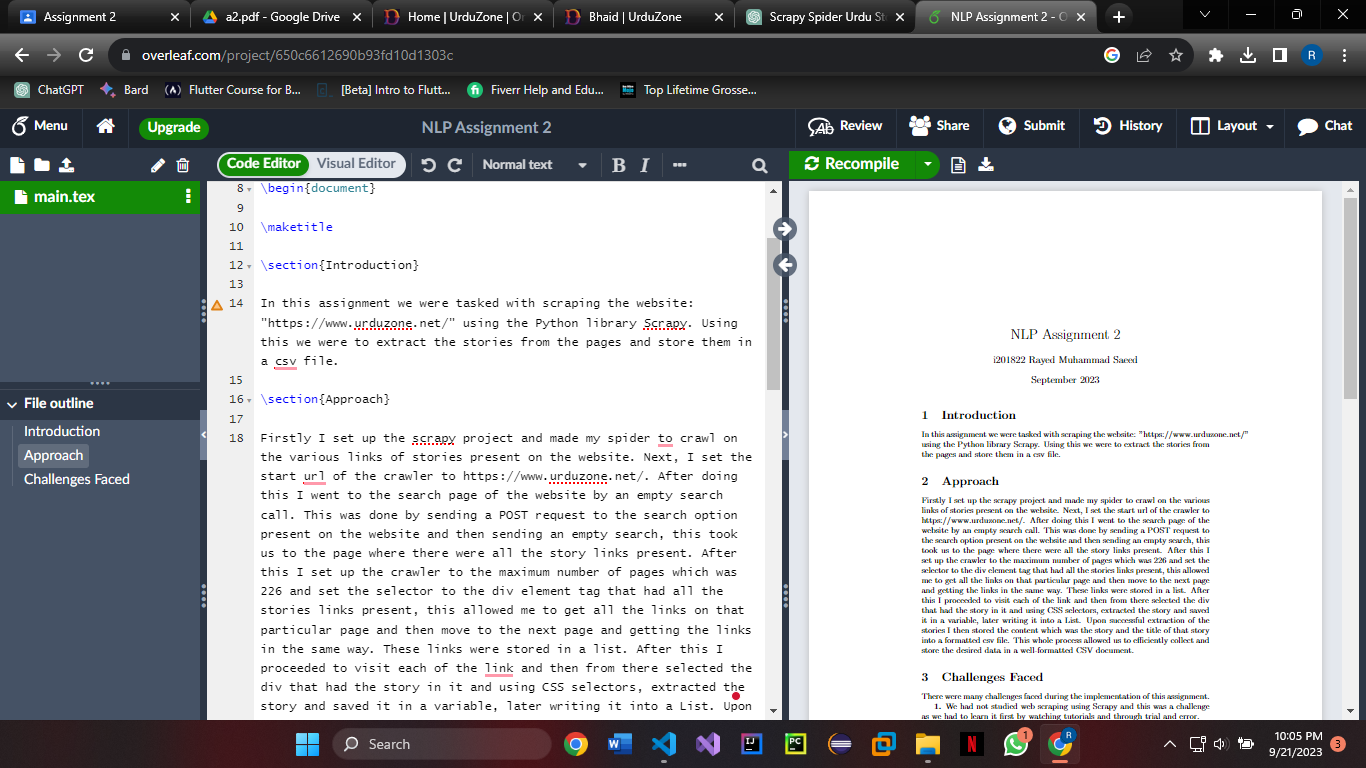 Assignment 2
a2.pdf - Google Drive
Home | UrduZone | O
Bhaid | UrduZone
Scrapy Spider Urdu St
NLP Assignment 2 - O
overleaf.com/project/650c6612690b93fd10d1303c
R
ChatGPT
Bard
Flutter Course for B...
[Beta] Intro to Flutt...
Fiverr Help and Edu...
Top Lifetime Grosse...
Menu
Upgrade
NLP Assignment 2
Review
Share
Submit
History
Layout
Chat
Code Editor
Visual Editor
Normal text
B
I
Recompile
main.tex
File outline
Introduction
Approach
Challenges Faced
8 \begin{document}
9
10 \maketitle
11
12 \section{Introduction}
13
14 In this assignment we were tasked with scraping the website:
"https://www.urduzone.net/" using the Python library Scrapy. Using
this we were to extract the stories from the pages and store them in
a csv file.
15
16 \section{Approach}
17
18 Firstly I set up the scrapy project and made my spider to crawl on
the various links of stories present on the website. Next, I set the
start url of the crawler to https://www.urduzone.net/. After doing
this I went to the search page of the website by an empty search
call. This was done by sending a POST request to the search option
present on the website and then sending an empty search, this took
us to the page where there were all the story links present. After
this I set up the crawler to the maximum number of pages which was
226 and set the selector to the div element tag that had all the
stories links present, this allowed me to get all the links on that
particular page and then move to the next page and getting the links
in the same way. These links were stored in a list. After this I
proceeded to visit each of the link and then from there selected the
div that had the story in it and using CSS selectors, extracted the
story and saved it in a variable, later writing it into a List. Upon
NLP Assignment 2
i201822 Rayed Muhammad Saeed
September 2023
1 Introduction
In this assignment we were tasked with scraping the website: "https://www.urduzone.net/"
using the Python library Scrapy. Using this we were to extract the stories from
the pages and store them in a csv file.
2 Approach
Firstly I set up the scrapy project and made my spider to crawl on the various
links of stories present on the website. Next, I set the start url of the crawler to
https://www.urduzone.net/. After doing this I went to the search page of the
website by an empty search call. This was done by sending a POST request to
the search option present on the website and then sending an empty search, this
took us to the page where there were all the story links present. After this I
set up the crawler to the maximum number of pages which was 226 and set the
selector to the div element tag that had all the stories links present, this allowed
me to get all the links on that particular page and then move to the next page
and getting the links in the same way. These links were stored in a list. After
this I proceeded to visit each of the link and then from there selected the div
that had the story in it and using CSS selectors, extracted the story and saved
it in a variable, later writing it into a List. Upon successful extraction of the
stories I then stored the content which was the story and the title of that story
into a formatted csv file. This whole process allowed us to efficiently collect and
store the desired data in a well-formatted CSV document.
3 Challenges Faced
There were many challenges faced during the implementation of this assignment.
1. We had not studied web scraping using Scrapy and this was a challenge
as we had to learn it first by watching tutorials and through trial and error.
Search
1
R
10:05 PM
9/21/2023
3